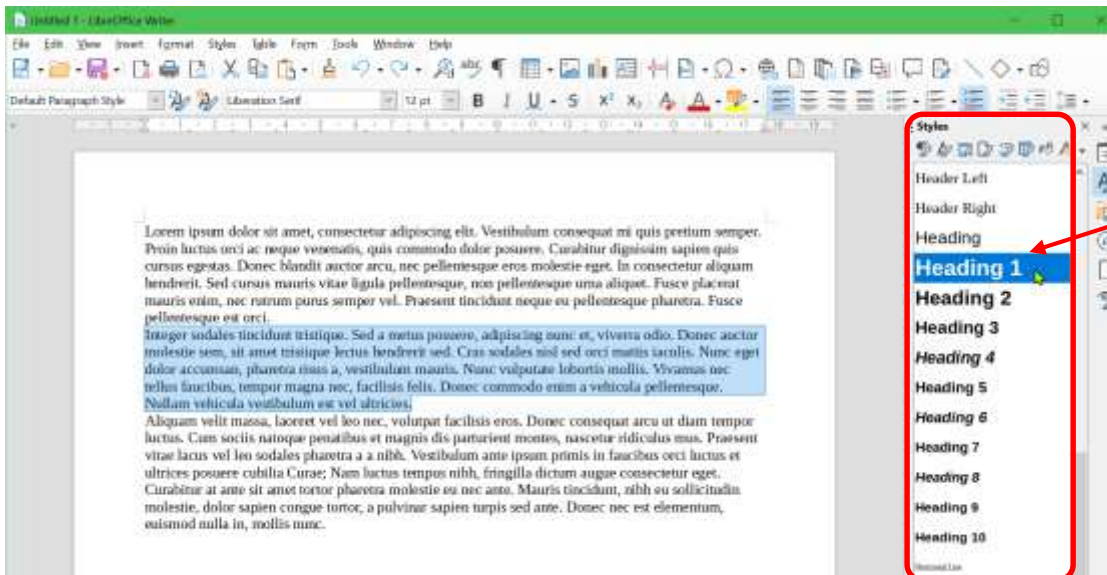 Untitled 1 - LibreOffice Writer
File Edit View Insert Format Styles Table Form Tools Window Help
Default Paragraph Style Liberation Serif 12 pt B I U S X² X₂ A A
Styles
Header Left
Header Right
Heading
Heading 1
Heading 2
Heading 3
Heading 4
Heading 5
Heading 6
Heading 7
Heading 8
Heading 9
Heading 10
Horizontal Line
Lorem ipsum dolor sit amet, consectetur adipiscing elit. Vestibulum consequat mi quis pretium semper.
Proin luctus orci ac neque venenatis, quis commodo dolor posuere. Curabitur dignissim sapien quis
cursus egestas. Donec blandit auctor arcu, nec pellentesque eros molestie eget. In consectetur aliquam
hendrerit. Sed cursus mauris vitae ligula pellentesque, non pellentesque urna aliquet. Fusce placerat
mauris enim, nec rutrum purus semper vel. Praesent tincidunt neque eu pellentesque pharetra. Fusce
pellentesque est orci.
Integer sodales tincidunt tristique. Sed a metus posuere, adipiscing nunc et, viverra odio. Donec auctor
molestie sem, sit amet tristique lectus hendrerit sed. Cras sodales nisl sed orci mattis iaculis. Nunc eget
dolor accumsan, pharetra risus a, vestibulum mauris. Nunc vulputate lobortis mollis. Vivamus nec
tellus faucibus, tempor magna nec, facilisis felis. Donec commodo enim a vehicula pellentesque.
Nullam vehicula vestibulum est vel ultricies.
Aliquam velit massa, laoreet vel leo nec, volutpat facilisis eros. Donec consequat arcu ut diam tempor
luctus. Cum sociis natoque penatibus et magnis dis parturient montes, nascetur ridiculus mus. Praesent
vitae lacus vel leo sodales pharetra a a nibh. Vestibulum ante ipsum primis in faucibus orci luctus et
ultrices posuere cubilia Curae; Nam luctus tempus nibh, fringilla dictum augue consectetur eget.
Curabitur at ante sit amet tortor pharetra molestie eu nec ante. Mauris tincidunt, nibh eu sollicitudin
molestie, dolor sapien congue tortor, a pulvinar sapien turpis sed ante. Donec nec est elementum,
euismod nulla in, mollis nunc.